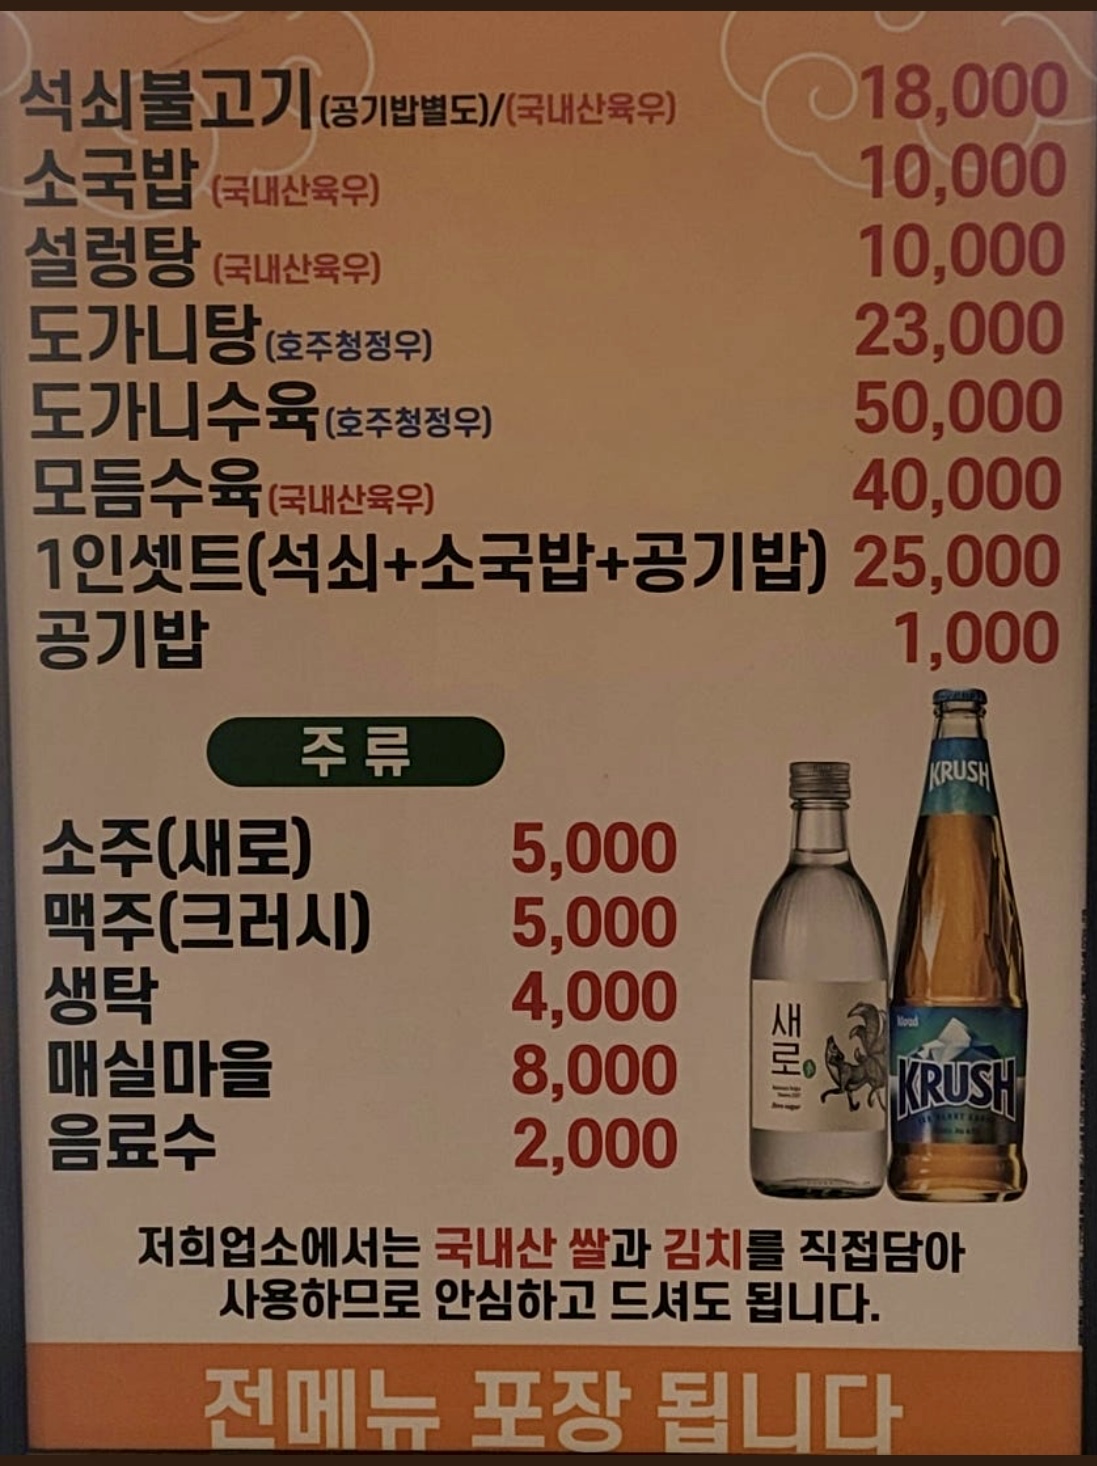 석쇠불고기(공기밥별도)/(국내산육우) 18,000
소국밥 (국내산육우) 10,000
설렁탕 (국내산육우) 10,000
도가니탕(호주청정우) 23,000
도가니수육(호주청정우) 50,000
모듬수육(국내산육우) 40,000
1인셋트(석쇠+소국밥+공기밥) 25,000
공기밥 1,000
주류
소주(새로) 5,000
맥주(크러시) 5,000
생탁 4,000
매실마을 8,000
음료수 2,000
KRUSH
새로
KRUSH
저희업소에서는 국내산 쌀과 김치를 직접담아
사용하므로 안심하고 드셔도 됩니다.
전메뉴 포장 됩니다